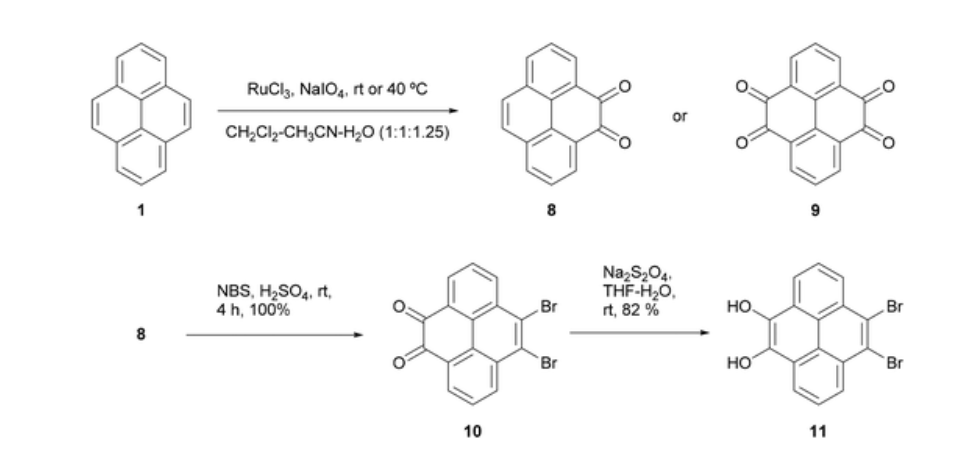 RuCl₃, NaIO₄, rt or 40 ºC
CH₂Cl₂-CH₃CN-H₂O (1:1:1.25)
O
O
or
O
O
O
O
1
8
9
8
NBS, H₂SO₄, rt,
4 h, 100%
O
O
Br
Br
Na₂S₂O₄,
THF-H₂O,
rt, 82 %
HO
HO
Br
Br
10
11